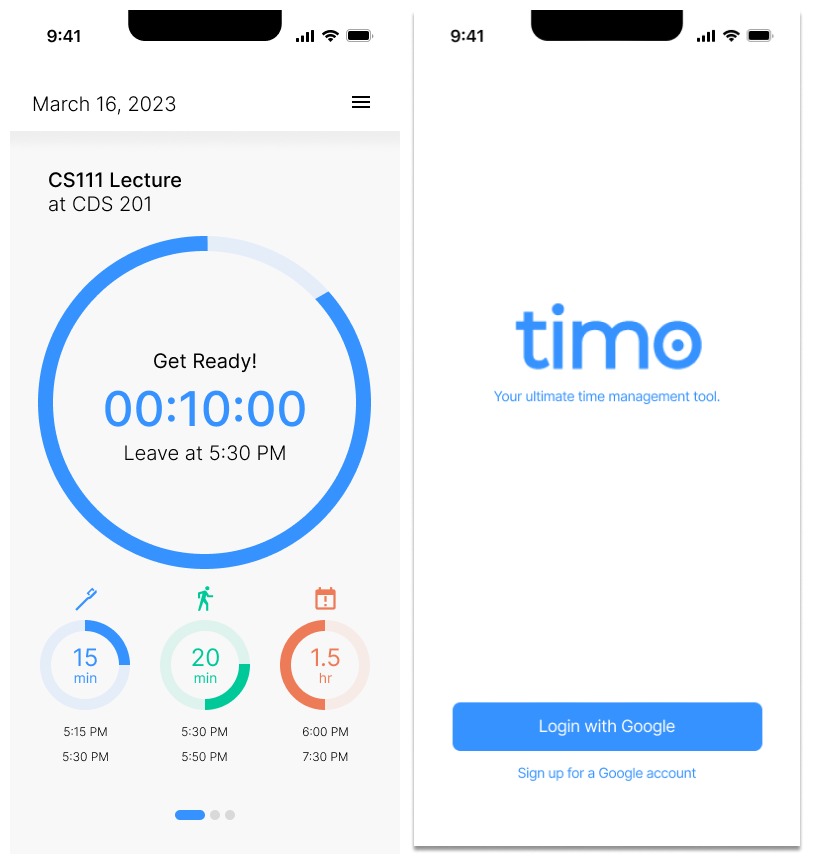 9:41
March 16, 2023
CS111 Lecture
at CDS 201
Get Ready!
00:10:00
Leave at 5:30 PM
15
min
20
min
1.5
hr
5:15 PM
5:30 PM
5:30 PM
5:50 PM
6:00 PM
7:30 PM
9:41
timo
Your ultimate time management tool.
Login with Google
Sign up for a Google account